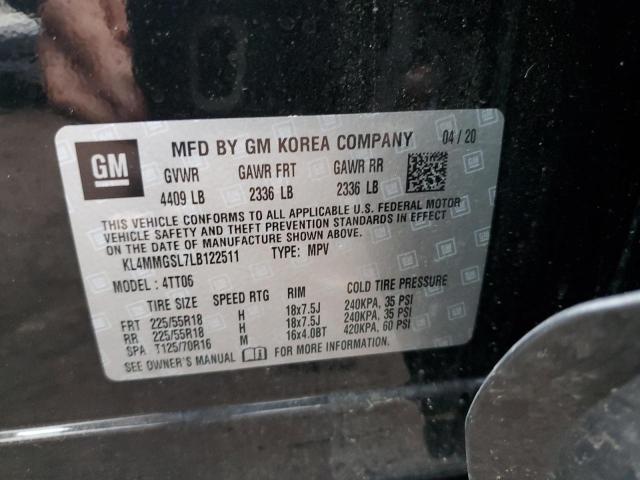 GM
MFD BY GM KOREA COMPANY 04 / 20
GVWR GAWR FRT GAWR RR
4409 LB 2336 LB 2336 LB
THIS VEHICLE CONFORMS TO ALL APPLICABLE U.S. FEDERAL MOTOR
VEHICLE SAFETY AND THEFT PREVENTION STANDARDS IN EFFECT
ON THE DATE OF MANUFACTURE SHOWN ABOVE.
KL4MMGSL7LB122511 TYPE: MPV
MODEL : 4TT06
TIRE SIZE SPEED RTG RIM COLD TIRE PRESSURE
FRT 225/55R18 H 18x7.5J 240KPA, 35 PSI
RR 225/55R18 H 18x7.5J 240KPA, 35 PSI
SPA T125/70R16 M 16x4.0BT 420KPA, 60 PSI
SEE OWNER'S MANUAL FOR MORE INFORMATION.